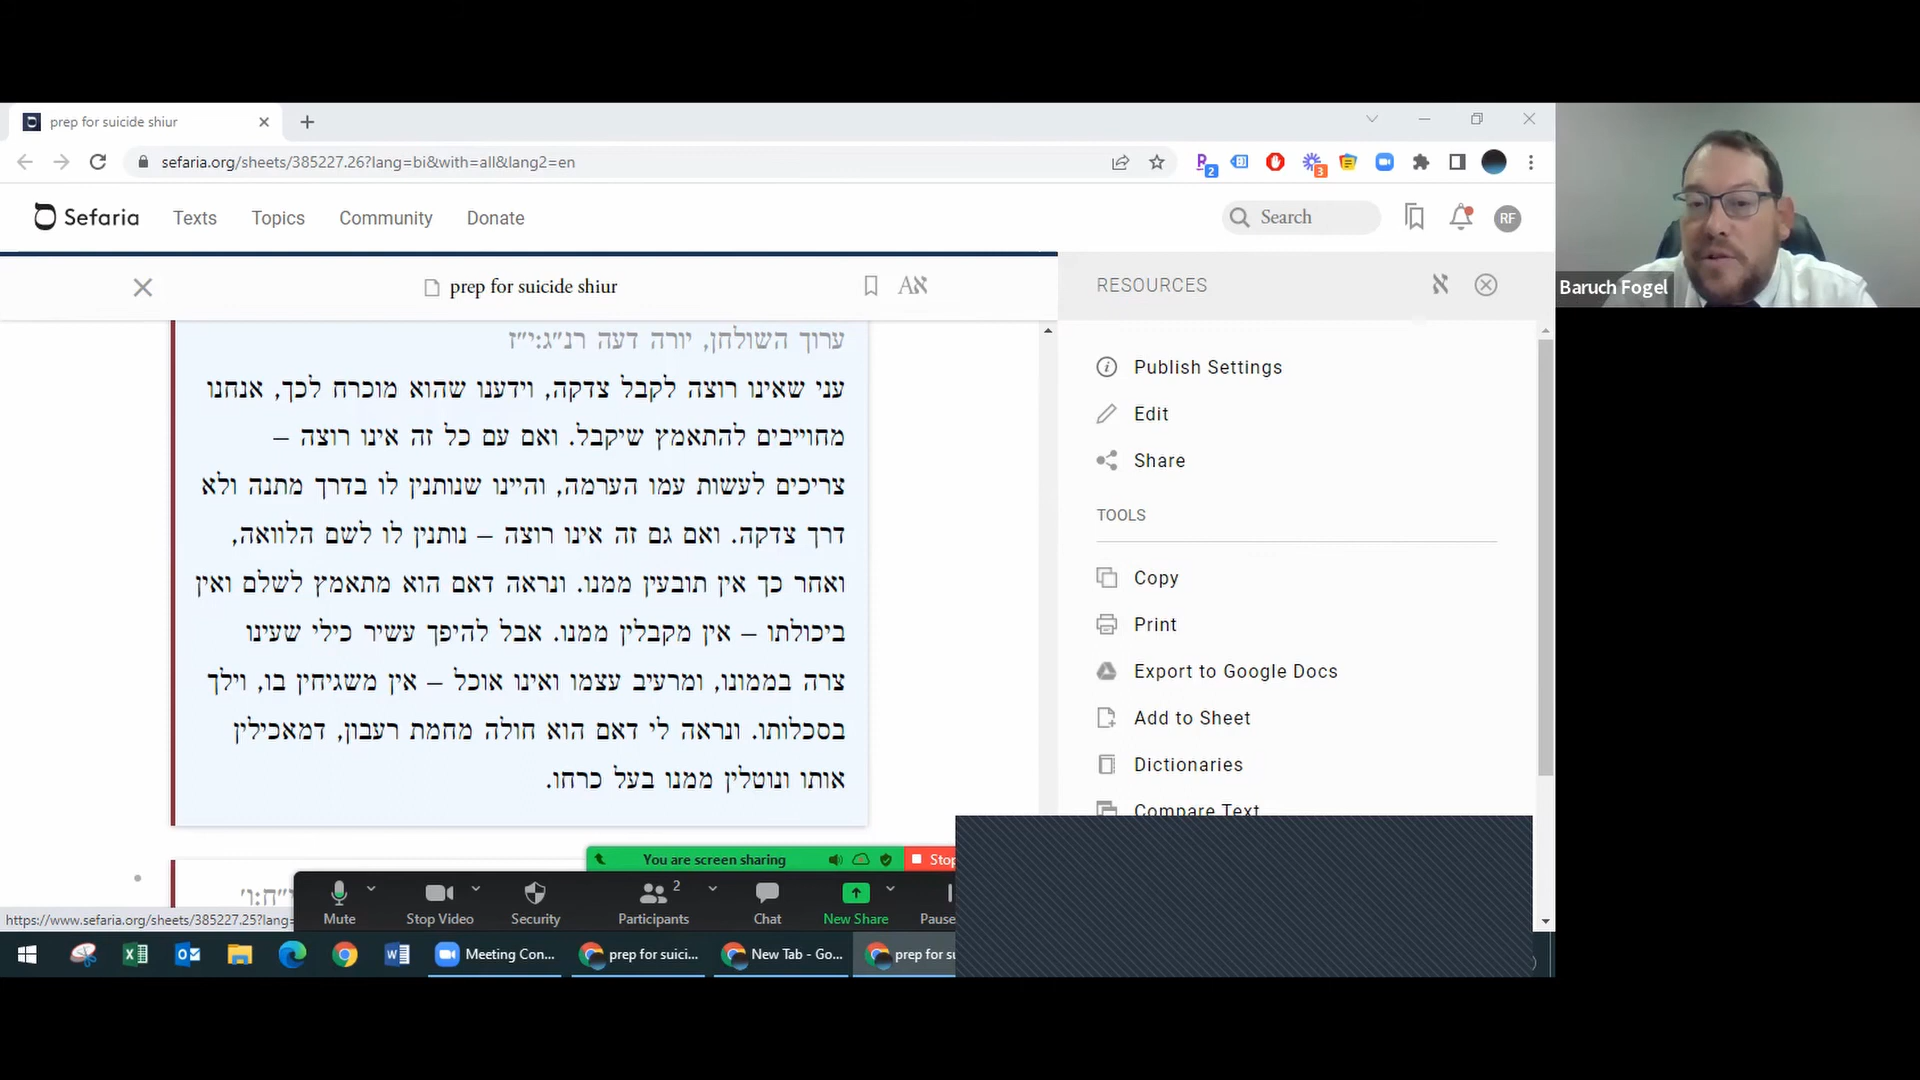 prep for suicide shiur
sefaria.org/sheets/385227.26?lang=bi&with=all&lang2=en
2
3
Sefaria Texts Topics Community Donate
Search
RF
prep for suicide shiur
Aא
RESOURCES
א
ערוך השולחן, יורה דעה רנ״ג:י״ז
עני שאינו רוצה לקבל צדקה, וידענו שהוא מוכרח לכך, אנחנו
מחוייבים להתאמץ שיקבל. ואם עם כל זה אינו רוצה –
צריכים לעשות עמו הערמה, והיינו שנותנין לו בדרך מתנה ולא
דרך צדקה. ואם גם זה אינו רוצה – נותנין לו לשם הלוואה,
ואחר כך אין תובעין ממנו. ונראה דאם הוא מתאמץ לשלם ואין
ביכולתו – אין מקבלין ממנו. אבל להיפך עשיר כילי שעינו
צרה בממונו, ומרעיב עצמו ואינו אוכל – אין משגיחין בו, וילך
בסכלותו. ונראה לי דאם הוא חולה מחמת רעבון, דמאכילין
אותו ונוטלין ממנו בעל כרחו.
Publish Settings
Edit
Share
TOOLS
Copy
Print
Export to Google Docs
Add to Sheet
Dictionaries
Compare Text
Baruch Fogel
You are screen sharing
Stop
י״ח:ו׳
https://www.sefaria.org/sheets/385227.25?lang=
Mute
Stop Video
Security
Participants 2
Chat
New Share
Pause
Meeting Con...
prep for suici...
New Tab - Go...
prep for su